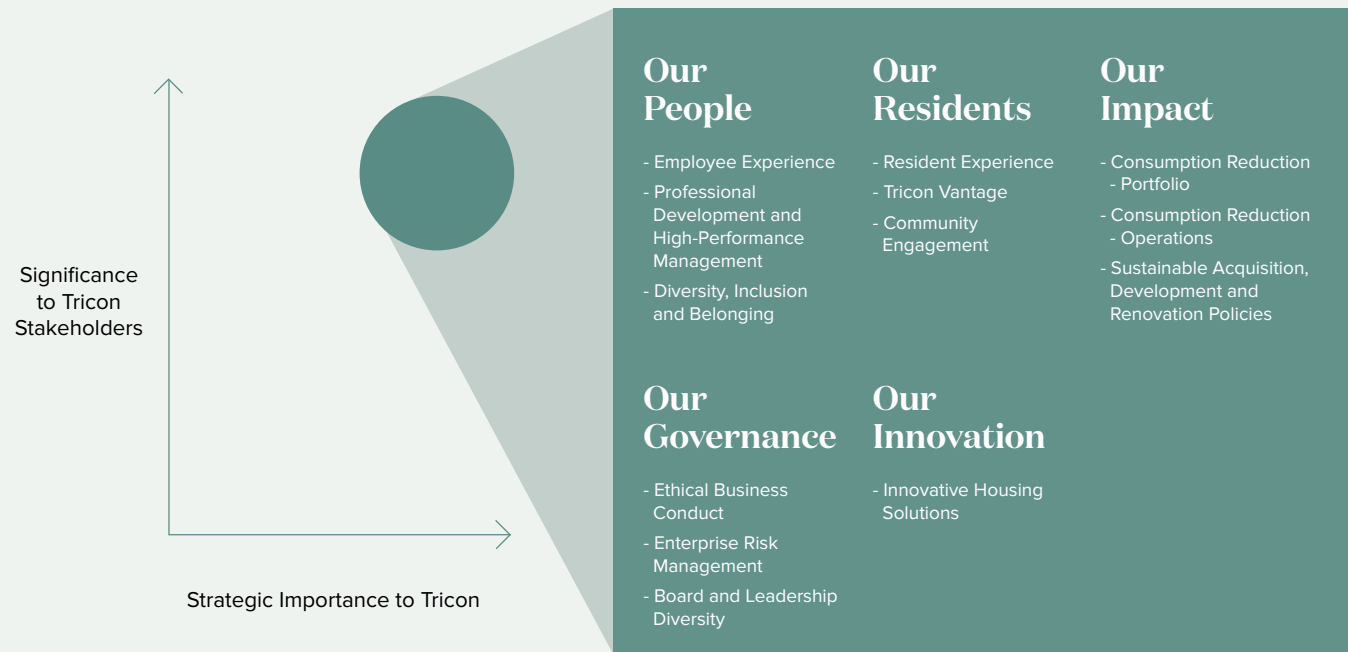 Significance
to Tricon
Stakeholders
Strategic Importance to Tricon
Our
People
- Employee Experience
- Professional
Development and
High-Performance
Management
- Diversity, Inclusion
and Belonging
Our
Residents
- Resident Experience
- Tricon Vantage
- Community
Engagement
Our
Impact
- Consumption Reduction
- Portfolio
- Consumption Reduction
- Operations
- Sustainable Acquisition,
Development and
Renovation Policies
Our
Governance
- Ethical Business
Conduct
- Enterprise Risk
Management
- Board and Leadership
Diversity
Our
Innovation
- Innovative Housing
Solutions